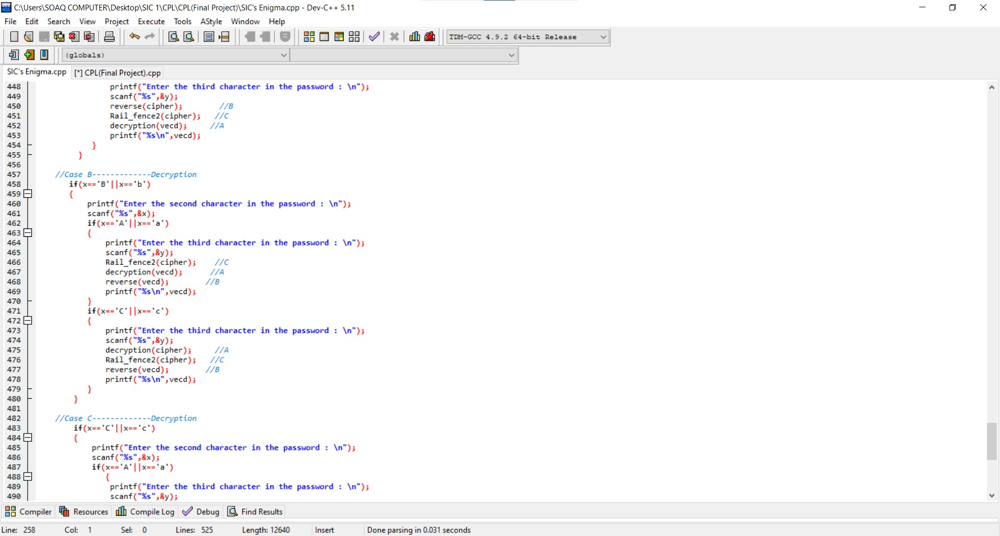 C:\Users\SOAQ COMPUTER\Desktop\SIC 1\CPL\CPL(Final Project)\SIC's Enigma.cpp - Dev-C++ 5.11
File Edit Search View Project Execute Tools AStyle Window Help
TDM-GCC 4.9.2 64-bit Release
(globals)
SIC's Enigma.cpp [*] CPL(Final Project).cpp
448 printf("Enter the third character in the password : \n");
449 scanf("%s",&y);
450 reverse(cipher); //B
451 Rail_fence2(cipher); //C
452 decryption(vecd); //A
453 printf("%s\n",vecd);
454 }
455 }
456
457 //Case B-------------Decryption
458 if(x=='B'||x=='b')
459 {
460 printf("Enter the second character in the password : \n");
461 scanf("%s",&x);
462 if(x=='A'||x=='a')
463 {
464 printf("Enter the third character in the password : \n");
465 scanf("%s",&y);
466 Rail_fence2(cipher); //C
467 decryption(vecd); //A
468 reverse(vecd); //B
469 printf("%s\n",vecd);
470 }
471 if(x=='C'||x=='c')
472 {
473 printf("Enter the third character in the password : \n");
474 scanf("%s",&y);
475 decryption(cipher); //A
476 Rail_fence2(cipher); //C
477 reverse(vecd); //B
478 printf("%s\n",vecd);
479 }
480 }
481
482 //Case C-------------Decryption
483 if(x=='C'||x=='c')
484 {
485 printf("Enter the second character in the password : \n");
486 scanf("%s",&x);
487 if(x=='A'||x=='a')
488 {
489 printf("Enter the third character in the password : \n");
490 scanf("%s",&y);
Compiler Resources Compile Log Debug Find Results
Line: 258 Col: 1 Sel: 0 Lines: 525 Length: 12640 Insert Done parsing in 0.031 seconds